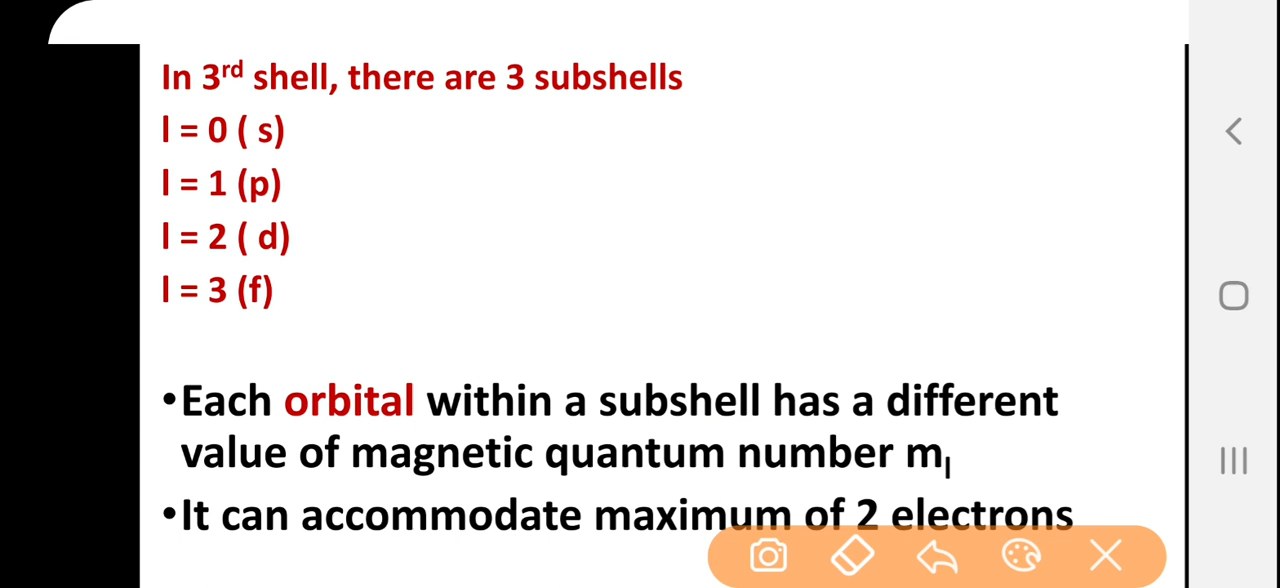 In 3rd shell, there are 3 subshells
l = 0 ( s)
l = 1 (p)
l = 2 ( d)
l = 3 (f)
•Each orbital within a subshell has a different
value of magnetic quantum number ml
•It can accommodate maximum of 2 electrons